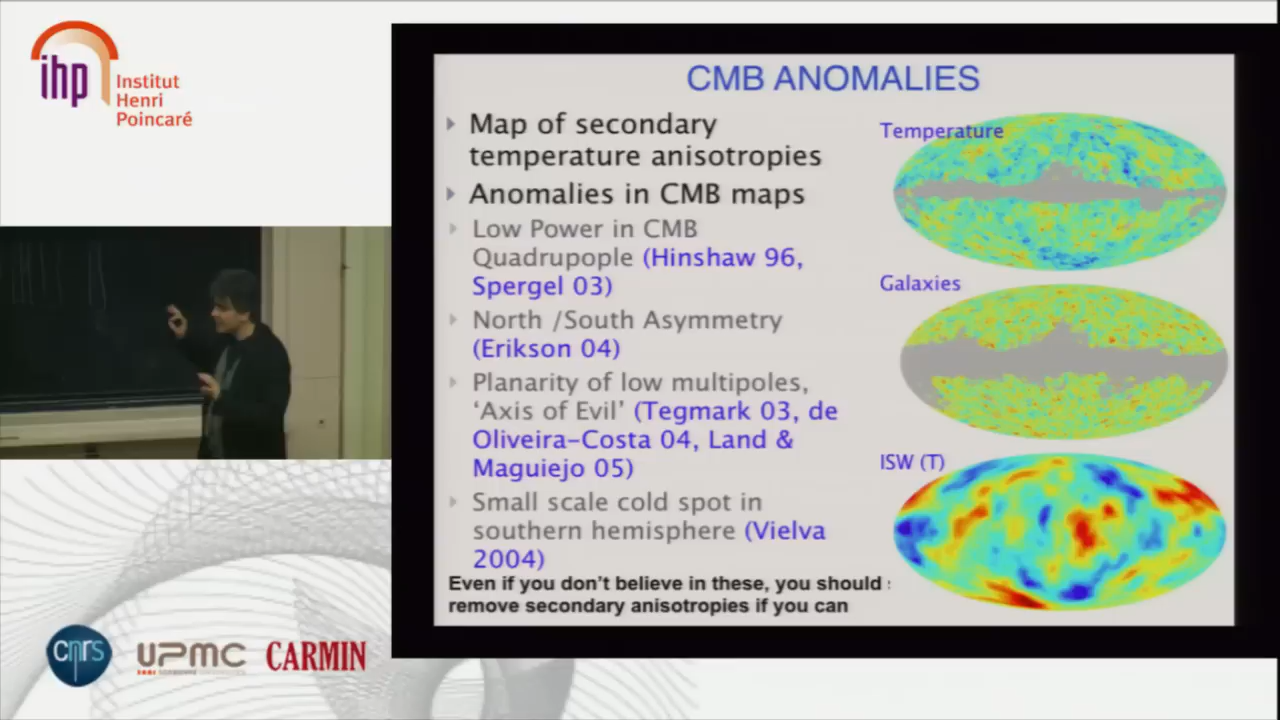 ihp
Institut
Henri
Poincaré
CMB ANOMALIES
Map of secondary
temperature anisotropies
Anomalies in CMB maps
Low Power in CMB
Quadrupople (Hinshaw 96,
Spergel 03)
North /South Asymmetry
(Erikson 04)
Planarity of low multipoles,
‘Axis of Evil’ (Tegmark 03, de
Oliveira-Costa 04, Land &
Maguiejo 05)
Small scale cold spot in
southern hemisphere (Vielva
2004)
Even if you don’t believe in these, you should
remove secondary anisotropies if you can
Temperature
Galaxies
ISW (T)
cnrs
UPMC
CARMIN